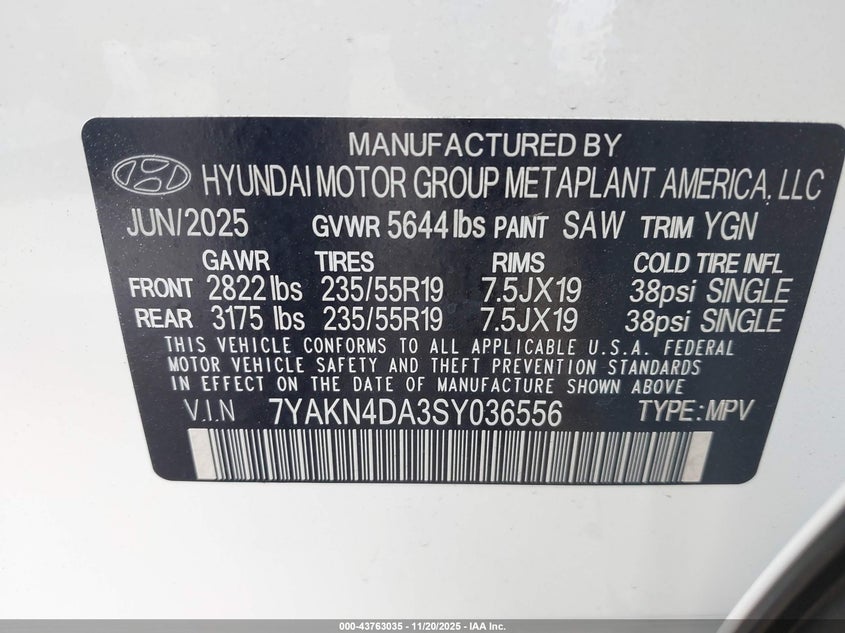 MANUFACTURED BY
HYUNDAI MOTOR GROUP METAPLANT AMERICA, LLC
JUN/2025 GVWR 5644 lbs PAINT SAW TRIM YGN
GAWR TIRES RIMS COLD TIRE INFL
FRONT 2822 lbs 235/55R19 7.5JX19 38psi SINGLE
REAR 3175 lbs 235/55R19 7.5JX19 38psi SINGLE
THIS VEHICLE CONFORMS TO ALL APPLICABLE U.S.A. FEDERAL
MOTOR VEHICLE SAFETY AND THEFT PREVENTION STANDARDS
IN EFFECT ON THE DATE OF MANUFACTURE SHOWN ABOVE
V.I.N 7YAKN4DA3SY036556 TYPE:MPV
000-43763035 - 11/20/2025 - IAA Inc.